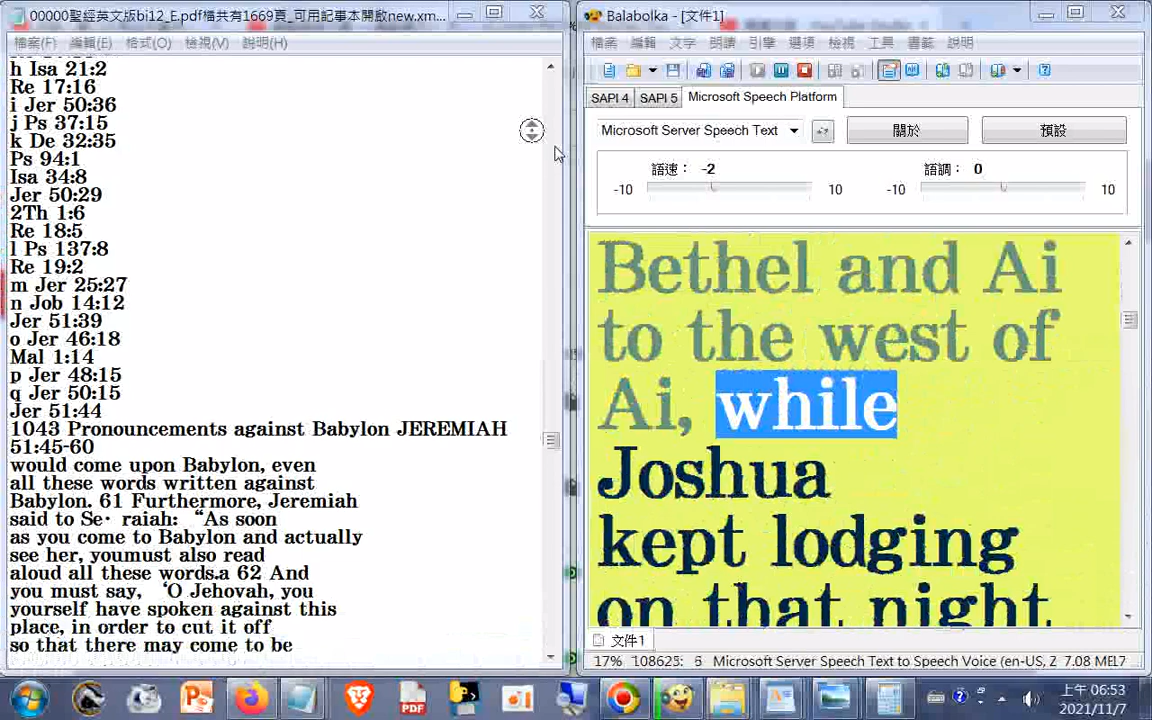 00000聖經英文版bi12_E.pdf檔共有1669頁_可用記事本開啟new.xm...
檔案(F) 編輯(E) 格式(O) 檢視(V) 說明(H)
h Isa 21:2
Re 17:16
i Jer 50:36
j Ps 37:15
k De 32:35
Ps 94:1
Isa 34:8
Jer 50:29
2Th 1:6
Re 18:5
l Ps 137:8
Re 19:2
m Jer 25:27
n Job 14:12
Jer 51:39
o Jer 46:18
Mal 1:14
p Jer 48:15
q Jer 50:15
Jer 51:44
1043 Pronouncements against Babylon JEREMIAH
51:45-60
would come upon Babylon, even
all these words written against
Babylon. 61 Furthermore, Jeremiah
said to Se· raiah: “As soon
as you come to Babylon and actually
see her, youmust also read
aloud all these words.a 62 And
you must say, ‘O Jehovah, you
yourself have spoken against this
place, in order to cut it off
so that there may come to be
Balabolka - [文件1]
檔案 編輯 文字 朗讀 引擎 選項 檢視 工具 書籤 說明
SAPI 4 SAPI 5 Microsoft Speech Platform
Microsoft Server Speech Text 關於 預設
語速： -2 語調： 0
-10 10 -10 10
Bethel and Ai
to the west of
Ai, while
Joshua
kept lodging
on that night
文件1
17% 108625: 6 Microsoft Server Speech Text to Speech Voice (en-US, Z 7.08 MB
上午 06:53
2021/11/7